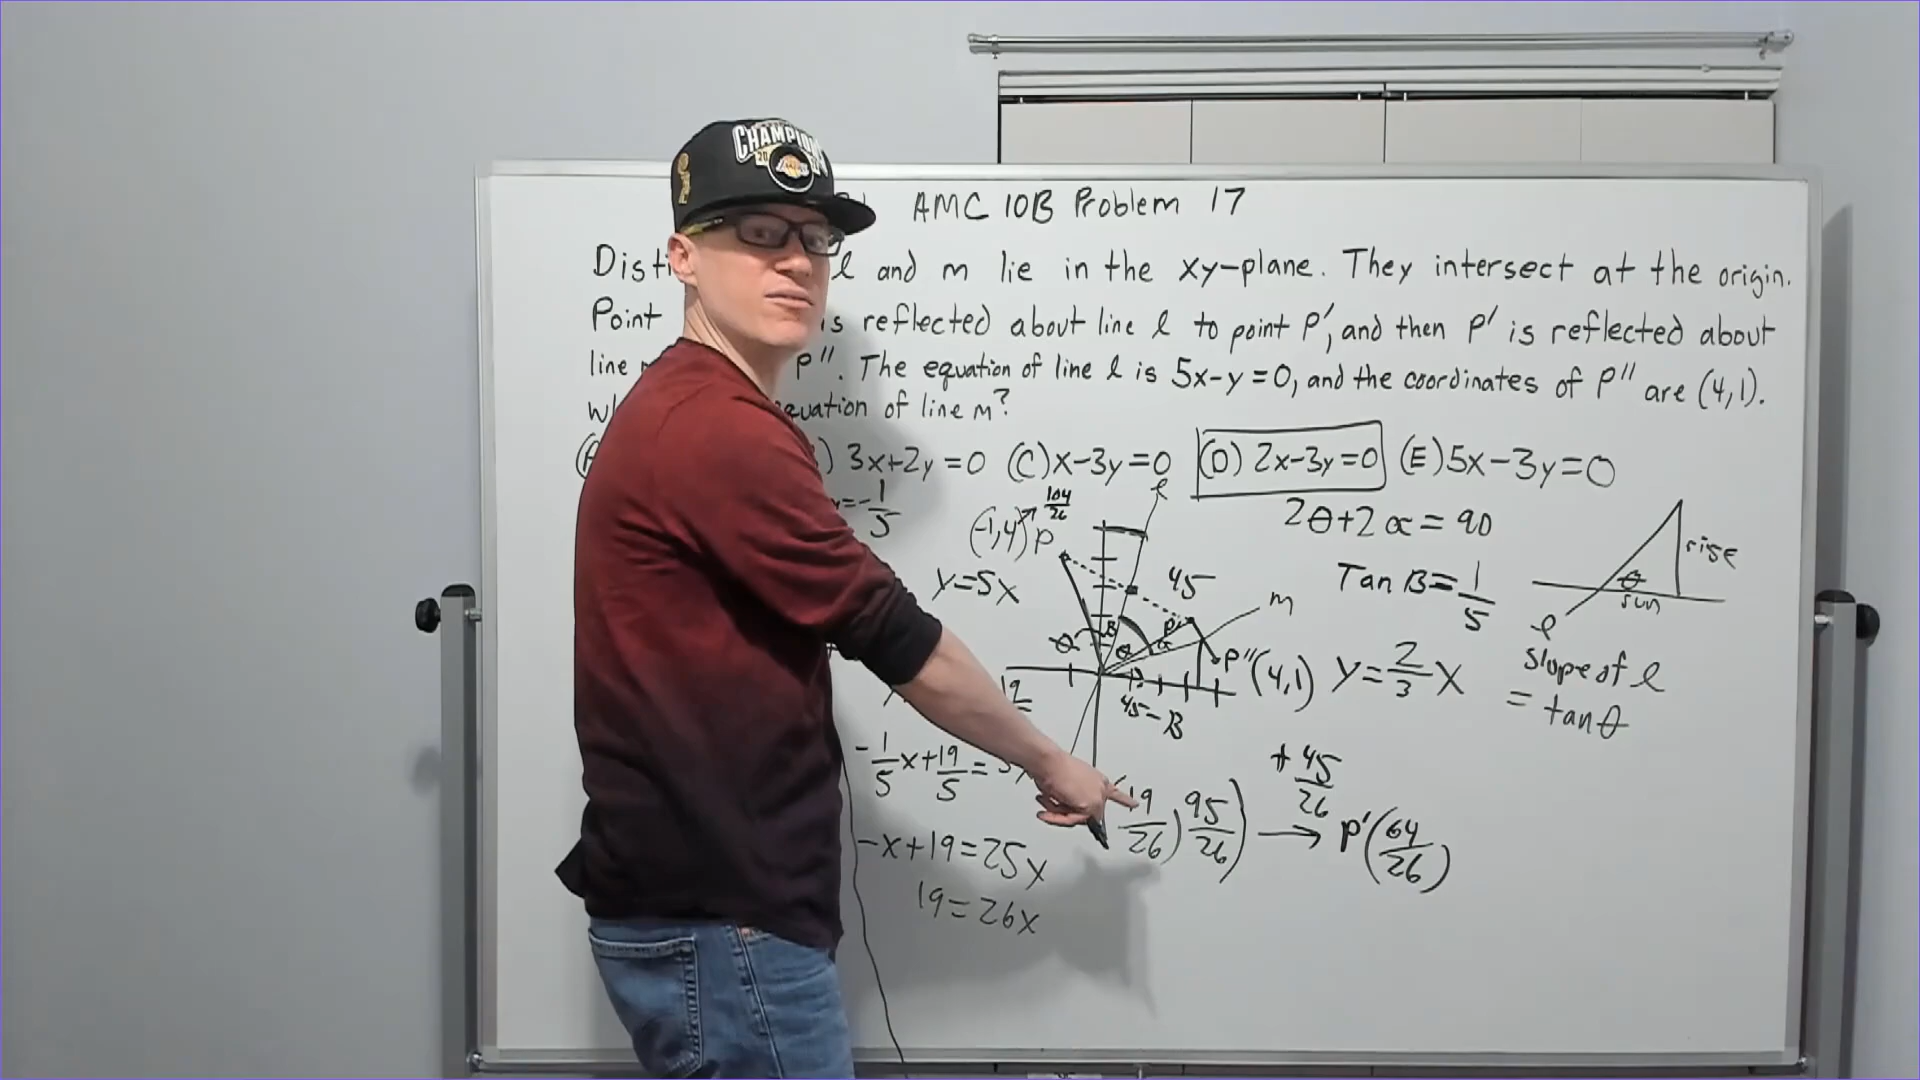 CHAMPIONS
20
AMC 10B Problem 17
l and m lie in the xy-plane. They intersect at the origin.
Point is reflected about line l to point P', and then P' is reflected about
line P''. The equation of line l is 5x-y=0, and the coordinates of P'' are (4,1).
equation of line m?
3x+2y=0 (C) x-3y=0 (D) 2x-3y=0 (E) 5x-3y=0
-1/5
(-1,4) P
104/26
l
y=5x
45
m
θ
B
θ
α
P'
P'' (4,1)
45-B
2θ+2α=90
Tan B=1/5
y=2/3 x
rise
θ
run
l
slope of l
= tanθ
-1/5x+19/5=
-x+19=25x
19=26x
(19/26, 95/26)
+45/26
→ P'(64/26)